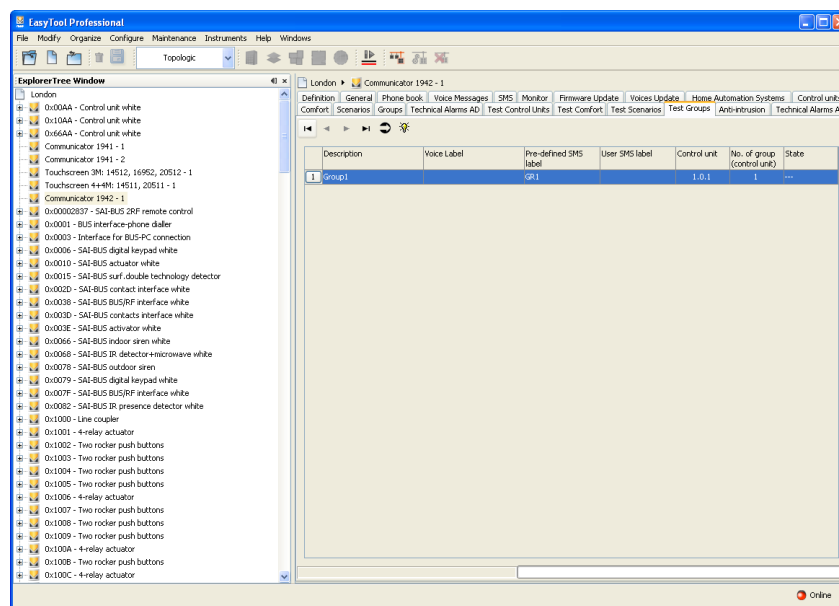 EasyTool Professional
File Modify Organize Configure Maintenance Instruments Help Windows
Topologic
ExplorerTree Window
London
0x00AA - Control unit white
0x10AA - Control unit white
0x66AA - Control unit white
Communicator 1941 - 1
Communicator 1941 - 2
Touchscreen 3M: 14512, 16952, 20512 - 1
Touchscreen 4+4M: 14511, 20511 - 1
Communicator 1942 - 1
0x00002837 - SAI-BUS 2RF remote control
0x0001 - BUS interface-phone dialler
0x0003 - Interface for BUS-PC connection
0x0006 - SAI-BUS digital keypad white
0x0010 - SAI-BUS actuator white
0x0015 - SAI-BUS surf.double technology detector
0x002D - SAI-BUS contact interface white
0x0038 - SAI-BUS BUS/RF interface white
0x003D - SAI-BUS contacts interface white
0x003E - SAI-BUS activator white
0x0066 - SAI-BUS indoor siren white
0x0068 - SAI-BUS IR detector+microwave white
0x0078 - SAI-BUS outdoor siren
0x0079 - SAI-BUS digital keypad white
0x007F - SAI-BUS BUS/RF interface white
0x0082 - SAI-BUS IR presence detector white
0x1000 - Line coupler
0x1001 - 4-relay actuator
0x1002 - Two rocker push buttons
0x1003 - Two rocker push buttons
0x1004 - Two rocker push buttons
0x1005 - Two rocker push buttons
0x1006 - 4-relay actuator
0x1007 - Two rocker push buttons
0x1008 - Two rocker push buttons
0x1009 - Two rocker push buttons
0x100A - 4-relay actuator
0x100B - Two rocker push buttons
0x100C - 4-relay actuator
London Communicator 1942 - 1
Definition General Phone book Voice Messages SMS Monitor Firmware Update Voices Update Home Automation Systems Control units
Comfort Scenarios Groups Technical Alarms AD Test Control Units Test Comfort Test Scenarios Test Groups Anti-intrusion Technical Alarms A
Description Voice Label Pre-defined SMS label User SMS label Control unit No. of group (control unit) State
1 Group1 GR1 1.0.1 1 ---
Online